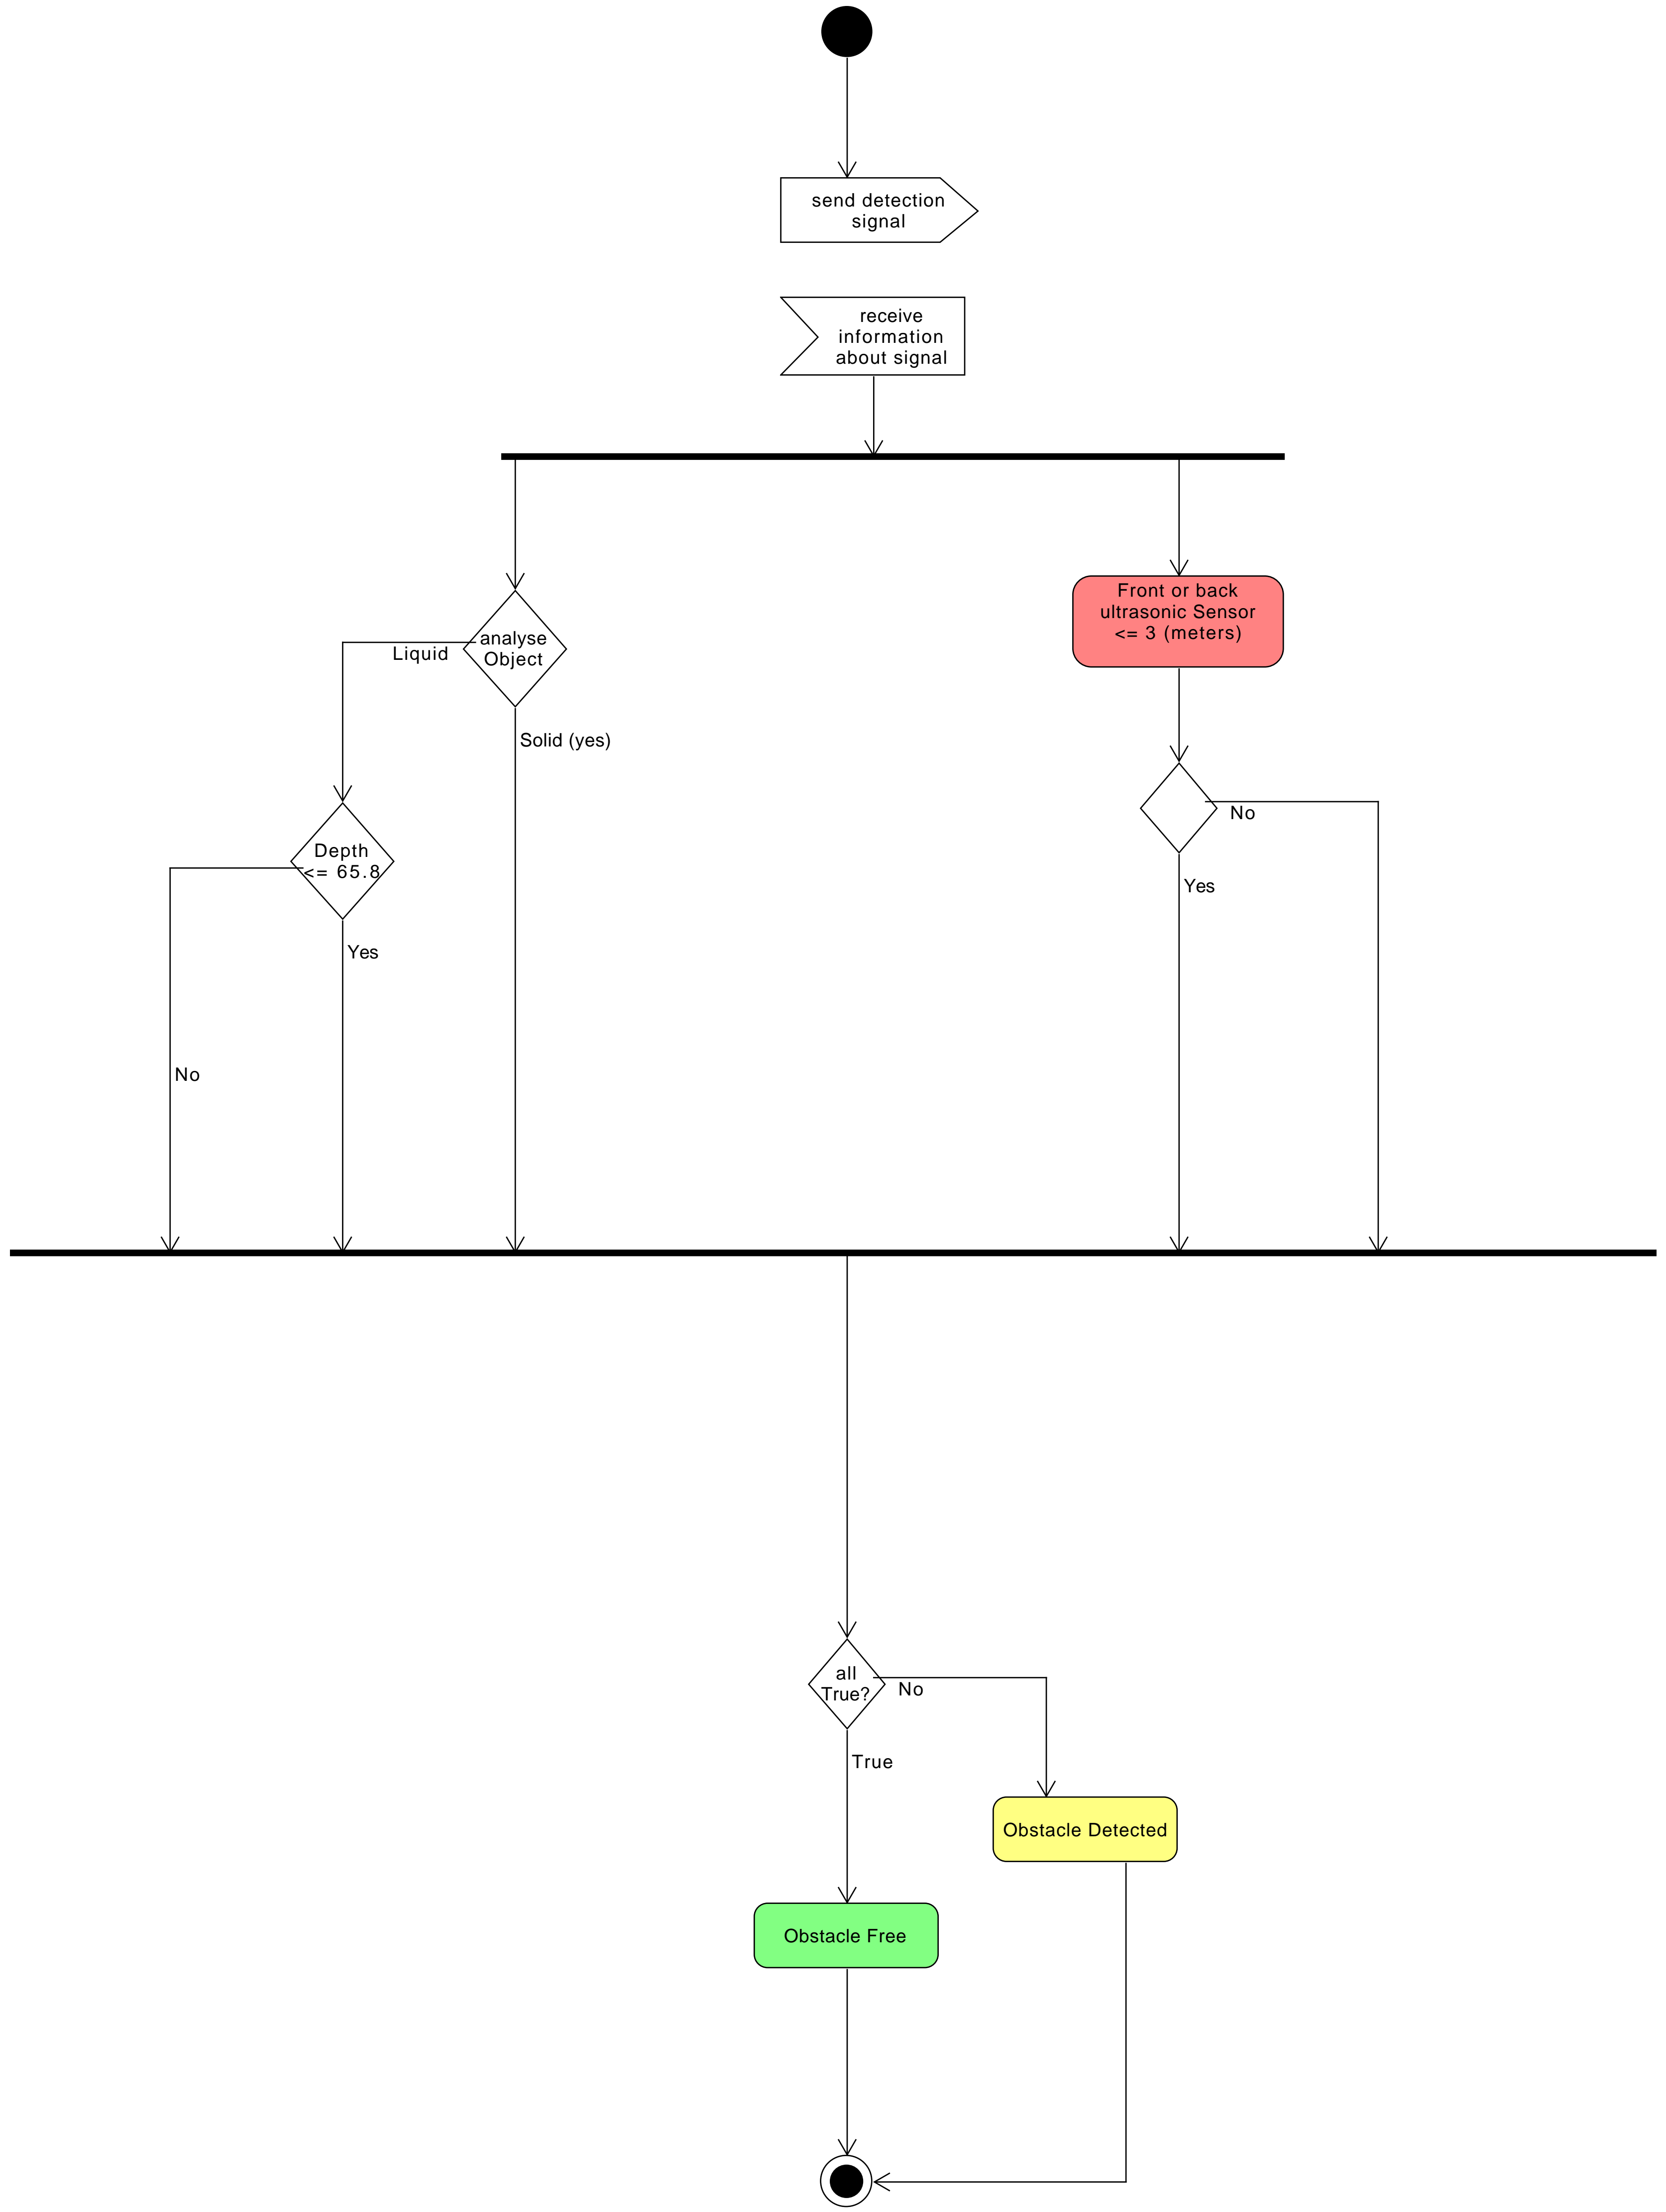 send detection
signal
receive
information
about signal
Front or back
ultrasonic Sensor
<= 3 (meters)
analyse
Object
Liquid
Solid (yes)
No
Depth
<= 65.8
Yes
Yes
No
all
True?
No
True
Obstacle Detected
Obstacle Free